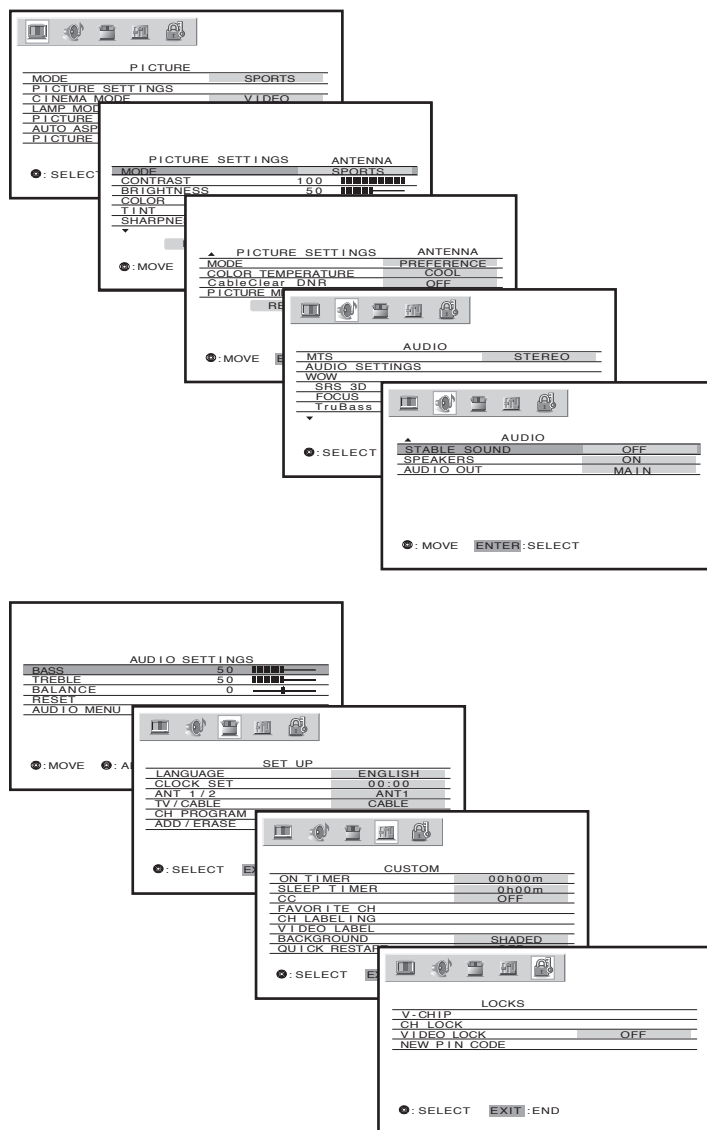 PICTURE
MODE SPORTS
PICTURE SETTINGS
CINEMA MODE VIDEO
LAMP MOD
PICTURE
AUTO ASP
PICTURE
: SELECT
PICTURE SETTINGS ANTENNA
MODE SPORTS
CONTRAST 100
BRIGHTNESS 50
COLOR
TINT
SHARPNE
: MOVE
PICTURE SETTINGS ANTENNA
MODE PREFERENCE
COLOR TEMPERATURE COOL
CableClear DNR OFF
PICTURE M
RE
: MOVE E
AUDIO
MTS STEREO
AUDIO SETTINGS
WOW
SRS 3D
FOCUS
TruBass
: SELECT
AUDIO
STABLE SOUND OFF
SPEAKERS ON
AUDIO OUT MAIN
: MOVE ENTER :SELECT
AUDIO SETTINGS
BASS 50
TREBLE 50
BALANCE 0
RESET
AUDIO MENU
: MOVE : A
SET UP
LANGUAGE ENGLISH
CLOCK SET 00:00
ANT 1/2 ANT1
TV/CABLE CABLE
CH PROGRAM
ADD/ERASE
: SELECT EX
CUSTOM
ON TIMER 00h00m
SLEEP TIMER 0h00m
CC OFF
FAVORITE CH
CH LABELING
VIDEO LABEL
BACKGROUND SHADED
QUICK RESTART
: SELECT E
LOCKS
V-CHIP
CH LOCK
VIDEO LOCK OFF
NEW PIN CODE
: SELECT EXIT :END